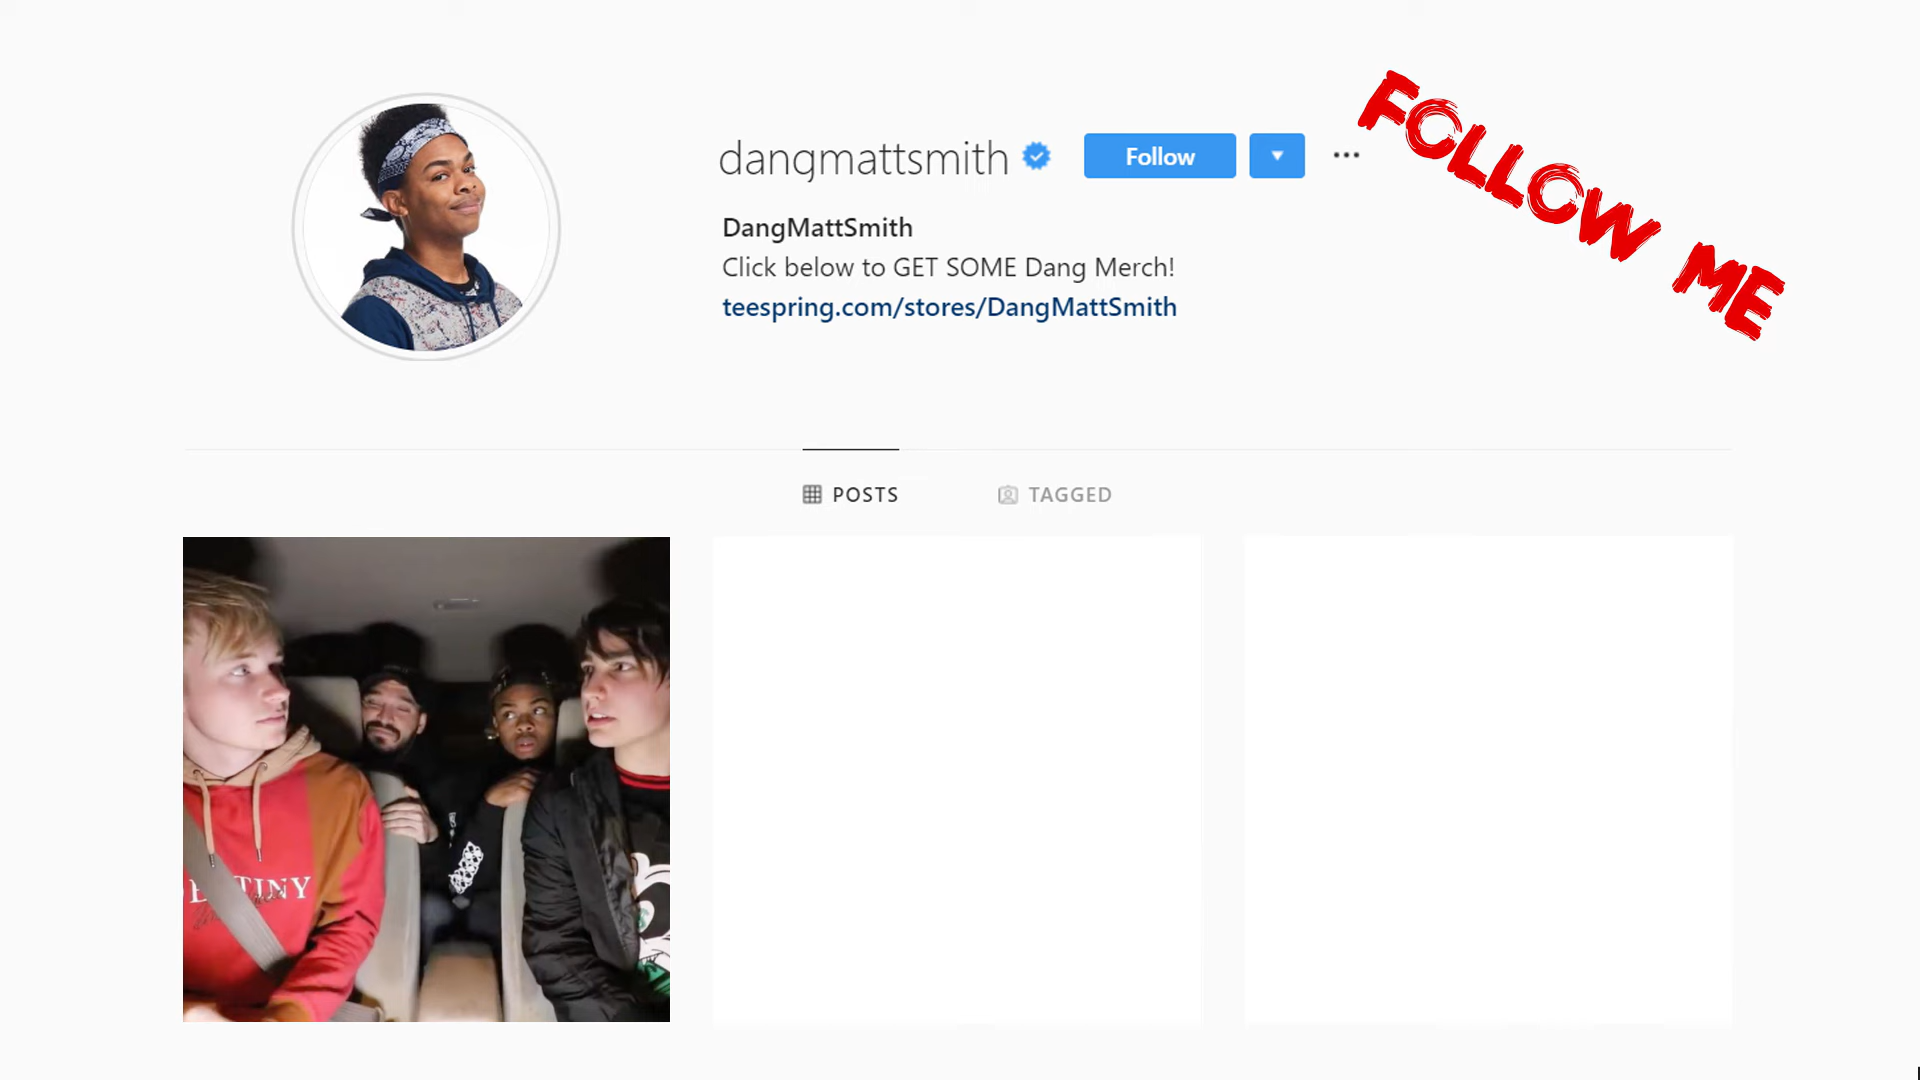 dangmattsmith
Follow
FOLLOW ME
DangMattSmith
Click below to GET SOME Dang Merch!
teespring.com/stores/DangMattSmith
POSTS
TAGGED